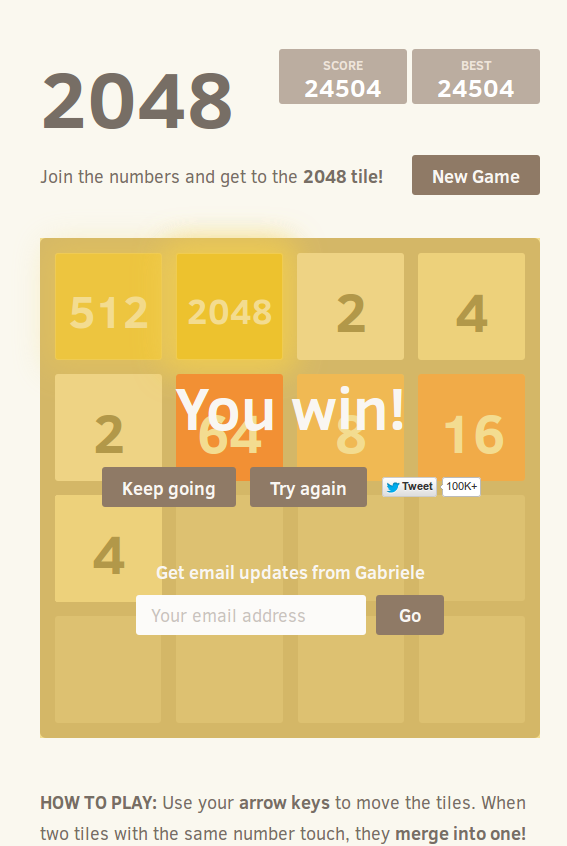 2048
SCORE
24504
BEST
24504
Join the numbers and get to the 2048 tile!
New Game
512 2048 2 4
2 64 8 16
You win!
Keep going
Try again
Tweet
100K+
4
Get email updates from Gabriele
Your email address
Go
HOW TO PLAY: Use your arrow keys to move the tiles. When
two tiles with the same number touch, they merge into one!